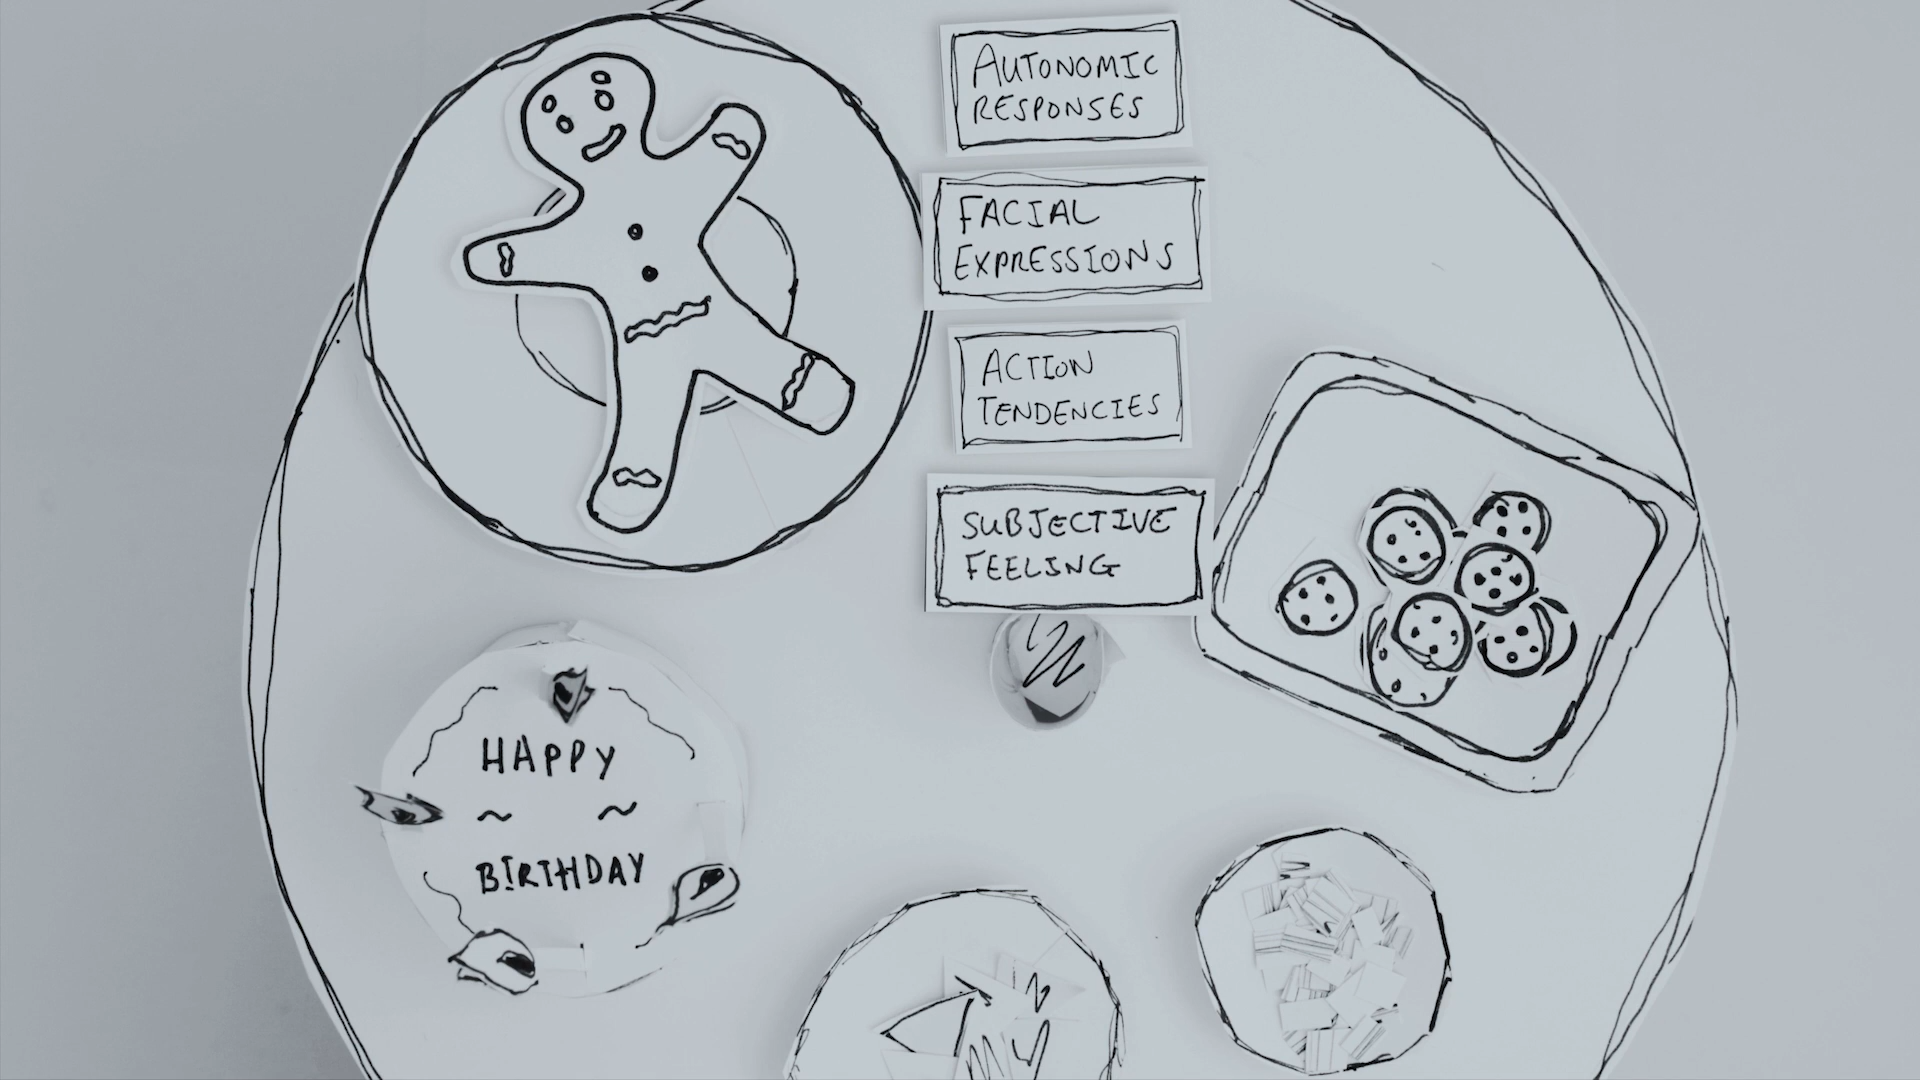 AUTONOMIC
RESPONSES
FACIAL
EXPRESSIONS
ACTION
TENDENCIES
SUBJECTIVE
FEELING
HAPPY
~ ~
BIRTHDAY